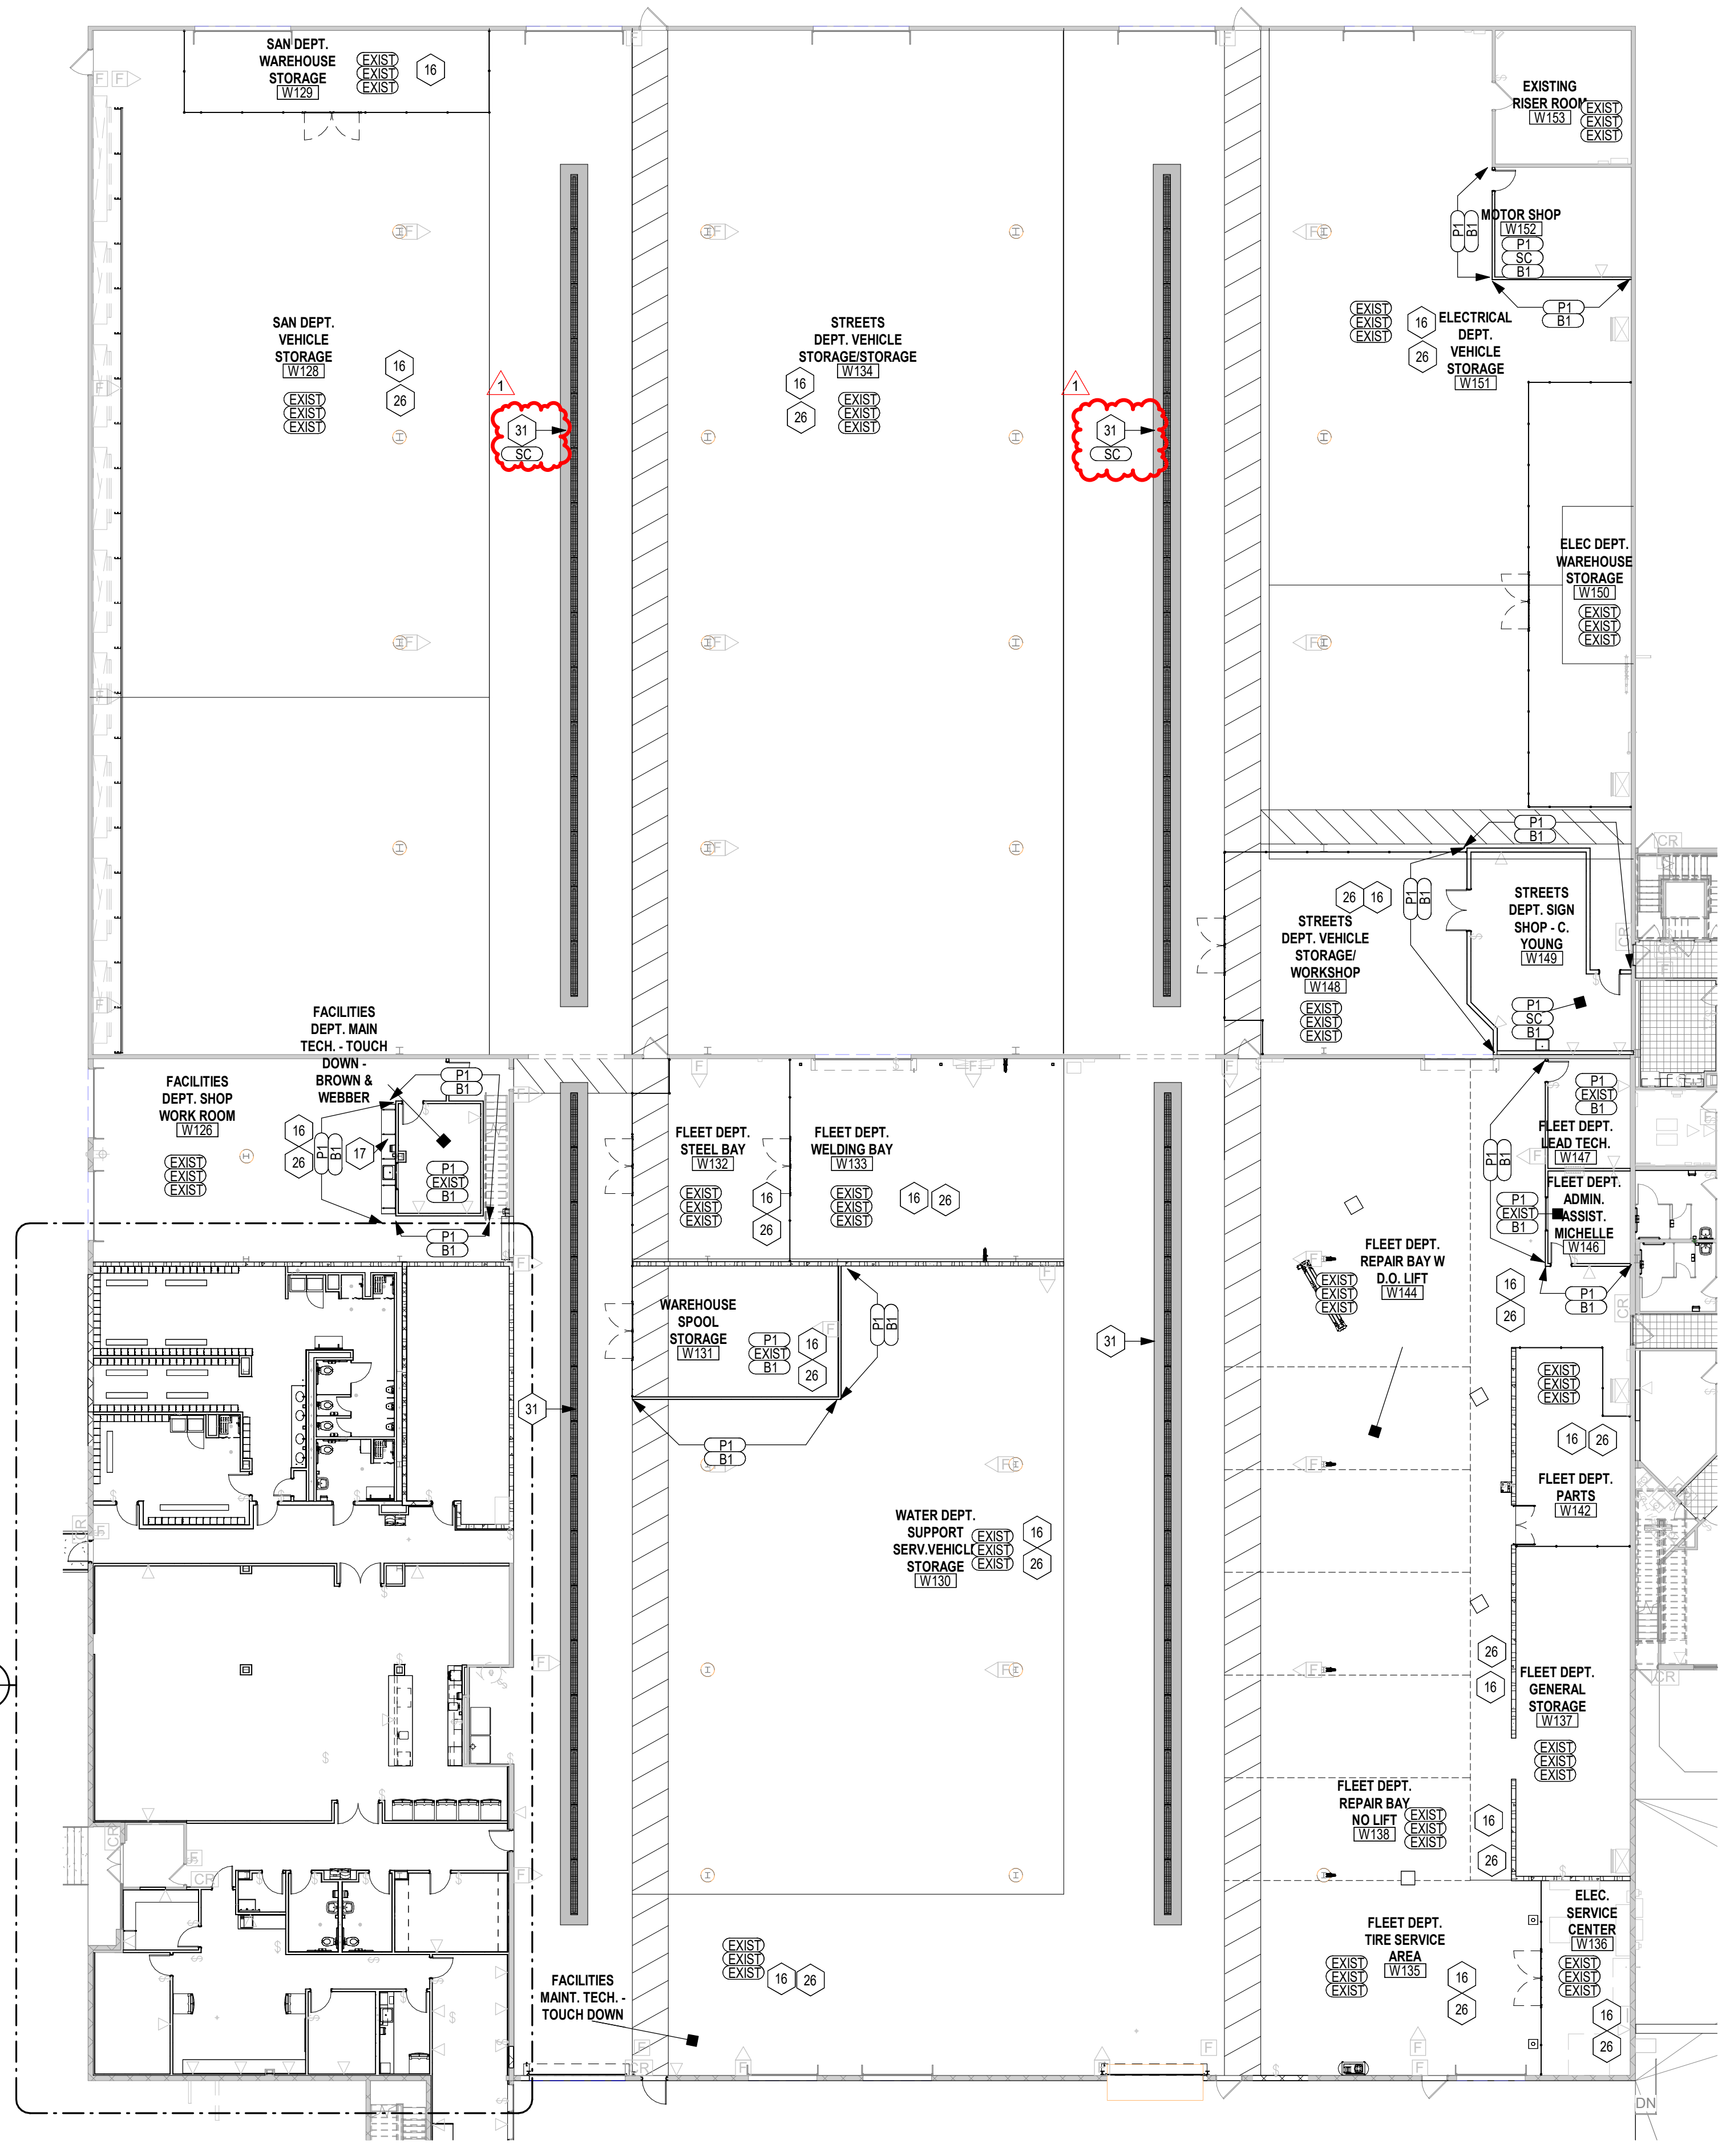 SAN DEPT.
WAREHOUSE
STORAGE
W129
EXIST
EXIST
EXIST
16
F
F
F
F
EXISTING
RISER ROOM
W153
EXIST
EXIST
EXIST
P1
B1
MOTOR SHOP
W152
P1
SC
B1
P1
B1
SAN DEPT.
VEHICLE
STORAGE
W128
EXIST
EXIST
EXIST
16
26
1
31
SC
STREETS
DEPT. VEHICLE
STORAGE/STORAGE
W134
16
26
EXIST
EXIST
EXIST
1
31
SC
EXIST
EXIST
EXIST
16
26
ELECTRICAL
DEPT.
VEHICLE
STORAGE
W151
ELEC DEPT.
WAREHOUSE
STORAGE
W150
EXIST
EXIST
EXIST
P1
B1
CR
26
16
P1
B1
STREETS
DEPT. VEHICLE
STORAGE/
WORKSHOP
W148
EXIST
EXIST
EXIST
STREETS
DEPT. SIGN
SHOP - C.
YOUNG
W149
P1
SC
B1
CR
CR
FACILITIES
DEPT. MAIN
TECH. - TOUCH
DOWN -
BROWN &
WEBBER
P1
B1
FACILITIES
DEPT. SHOP
WORK ROOM
W126
EXIST
EXIST
EXIST
16
26
P1
B1
17
P1
EXIST
B1
P1
B1
FLEET DEPT.
STEEL BAY
W132
EXIST
EXIST
EXIST
16
26
FLEET DEPT.
WELDING BAY
W133
EXIST
EXIST
EXIST
16
26
P1
EXIST
B1
FLEET DEPT.
LEAD TECH.
W147
P1
B1
P1
EXIST
B1
FLEET DEPT.
ADMIN.
ASSIST.
MICHELLE
W146
P1
B1
FLEET DEPT.
REPAIR BAY W
D.O. LIFT
W144
EXIST
EXIST
EXIST
16
26
CR
WAREHOUSE
SPOOL
STORAGE
W131
P1
EXIST
B1
16
26
P1
B1
31
31
P1
B1
EXIST
EXIST
EXIST
16
26
FLEET DEPT.
PARTS
W142
WATER DEPT.
SUPPORT
SERV.VEHICLE
STORAGE
W130
EXIST
EXIST
EXIST
16
26
CR
26
16
FLEET DEPT.
GENERAL
STORAGE
W137
EXIST
EXIST
EXIST
CR
FLEET DEPT.
REPAIR BAY
NO LIFT
W138
EXIST
EXIST
EXIST
16
26
CR
CR
FLEET DEPT.
TIRE SERVICE
AREA
W135
EXIST
EXIST
EXIST
16
26
ELEC.
SERVICE
CENTER
W136
EXIST
EXIST
EXIST
16
26
EXIST
EXIST
EXIST
16
26
FACILITIES
MAINT. TECH. -
TOUCH DOWN
CR
F
F
F
F
DN